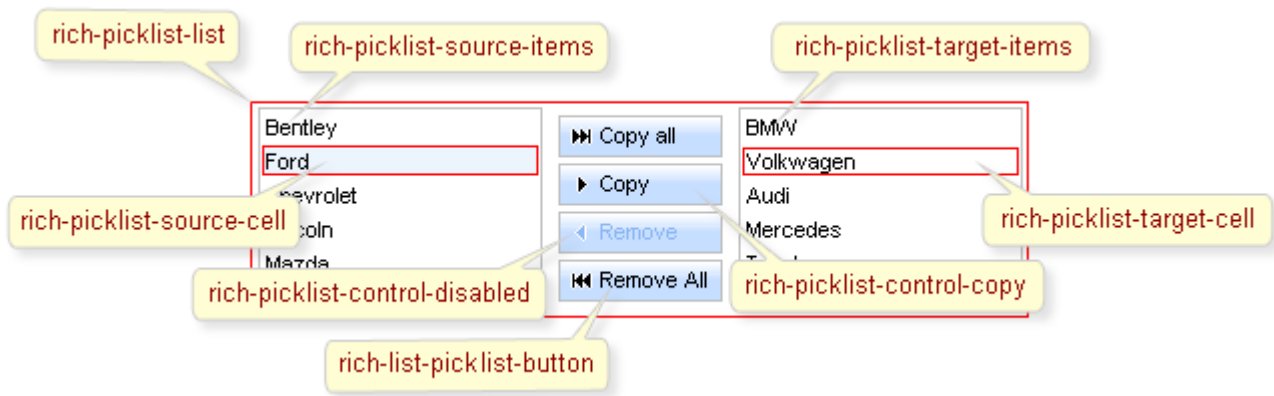 rich-picklist-list
rich-picklist-source-items
rich-picklist-target-items
Bentley
Copy all
BMW
Ford
Volkwagen
Copy
Audi
rich-picklist-source-cell
rich-picklist-target-cell
Remove
Mercedes
Mazda
rich-picklist-control-disabled
Remove All
rich-picklist-control-copy
rich-list-picklist-button